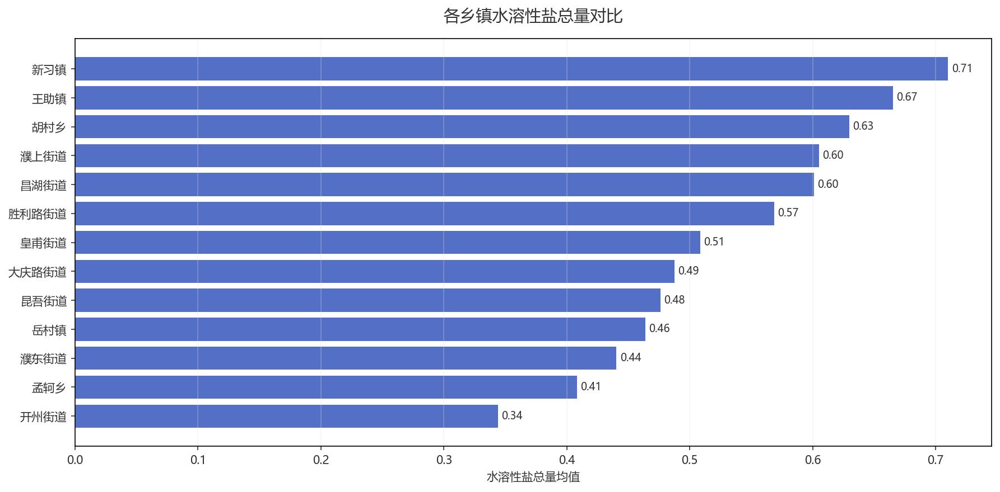 各乡镇水溶性盐总量对比
新习镇 0.71
王助镇 0.67
胡村乡 0.63
濮上街道 0.60
昌湖街道 0.60
胜利路街道 0.57
皇甫街道 0.51
大庆路街道 0.49
昆吾街道 0.48
岳村镇 0.46
濮东街道 0.44
孟轲乡 0.41
开州街道 0.34
0.0 0.1 0.2 0.3 0.4 0.5 0.6 0.7
水溶性盐总量均值